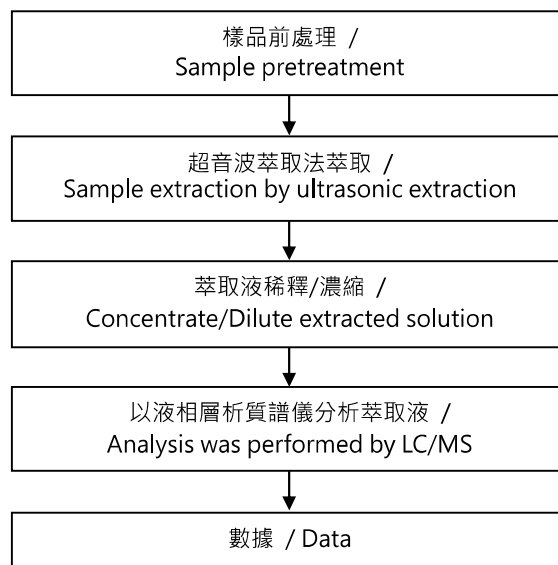 樣品前處理 /
Sample pretreatment
超音波萃取法萃取 /
Sample extraction by ultrasonic extraction
萃取液稀釋/濃縮 /
Concentrate/Dilute extracted solution
以液相層析質譜儀分析萃取液 /
Analysis was performed by LC/MS
數據 / Data